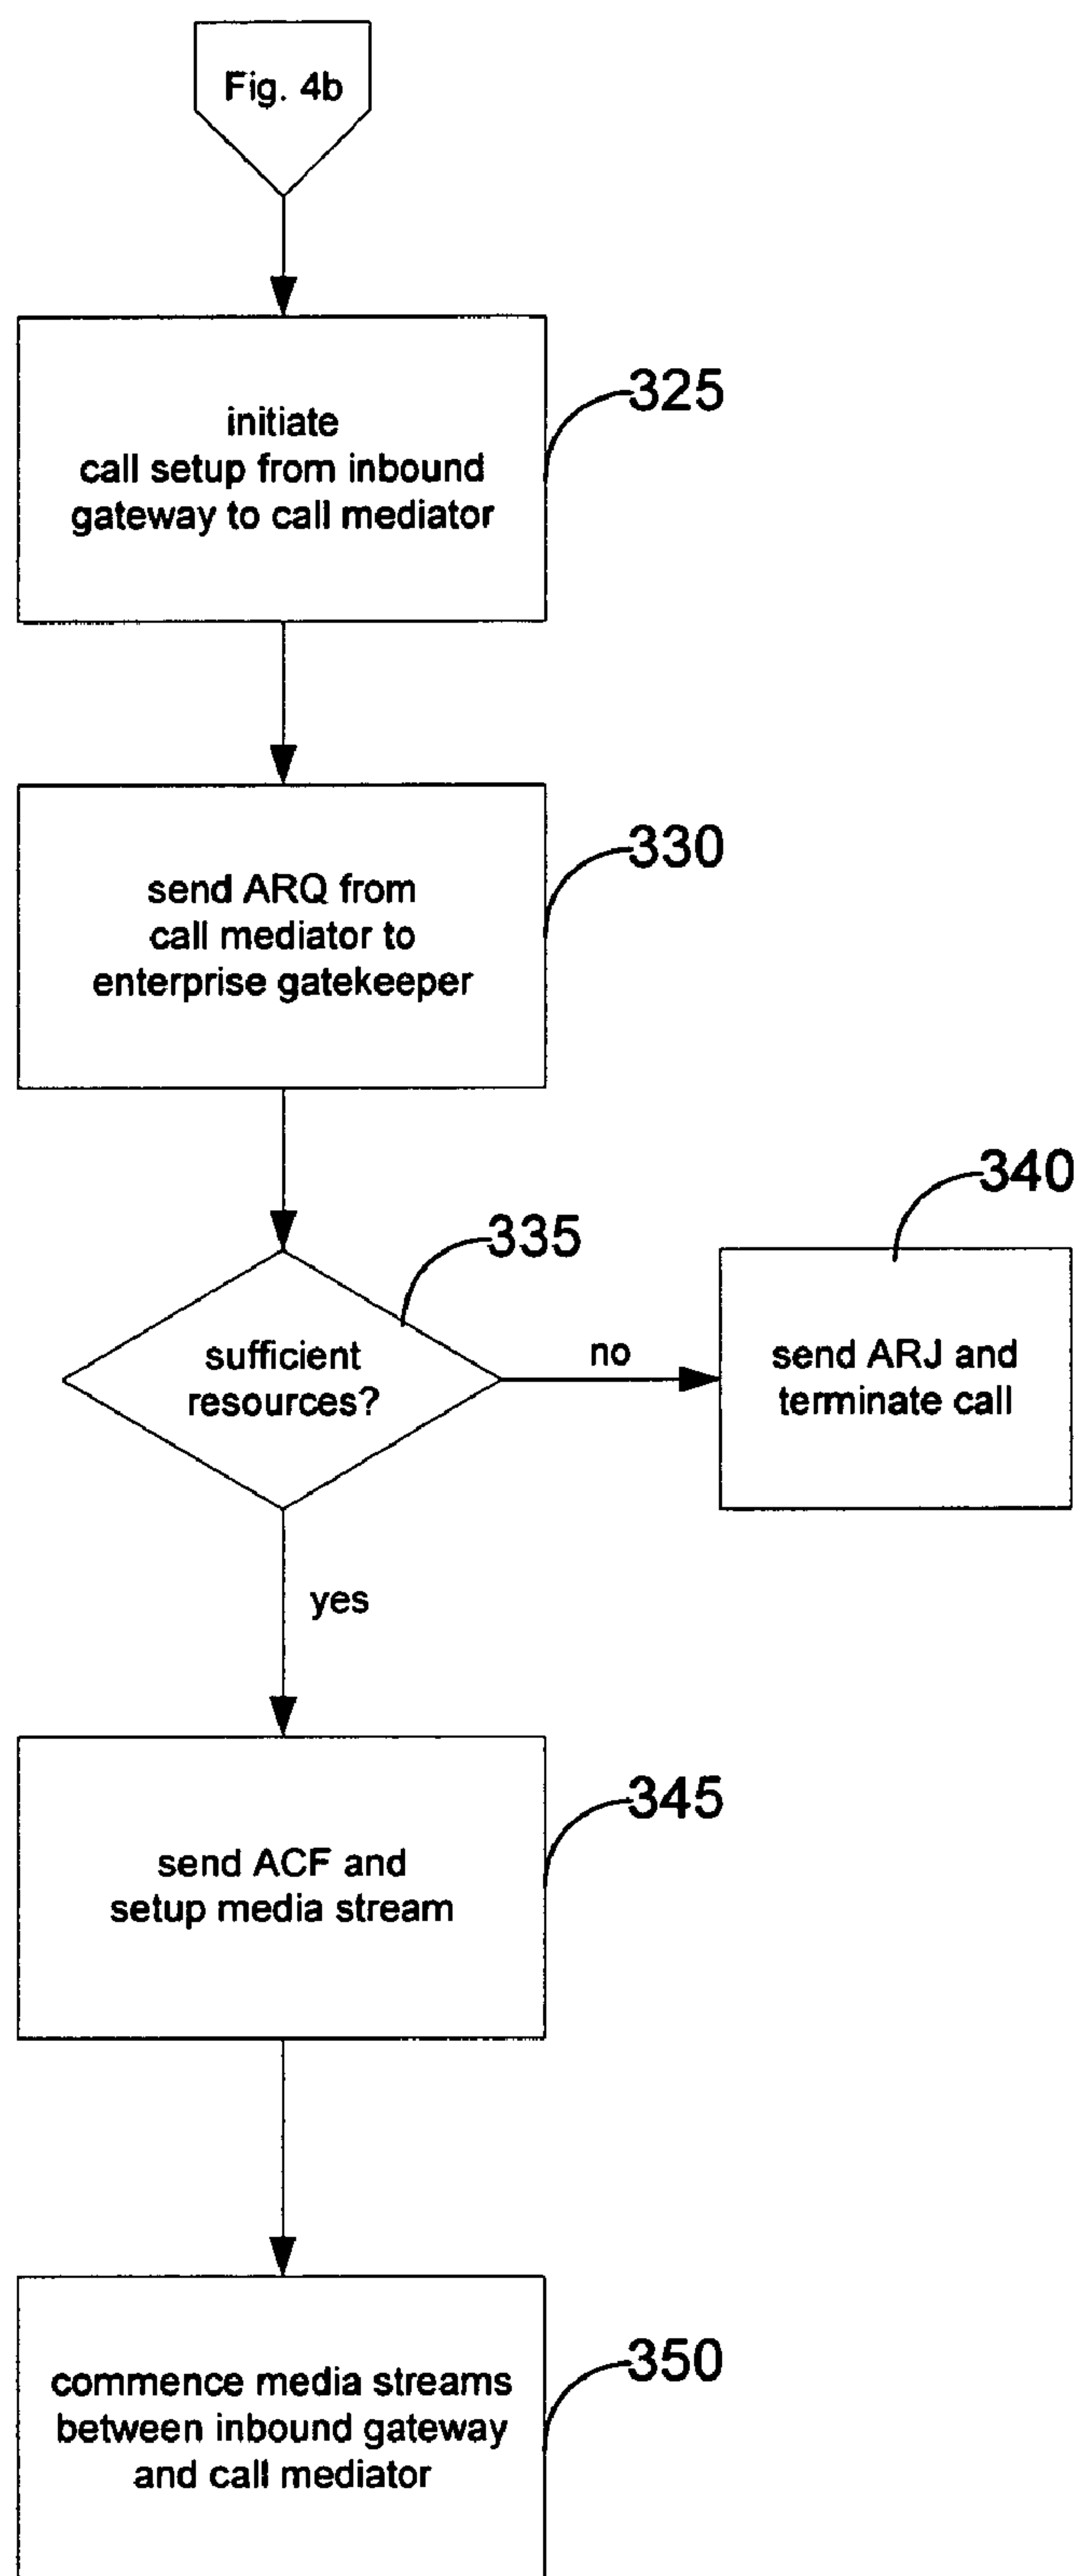 Fig. 4b
initiate
call setup from inbound
gateway to call mediator
325
send ARQ from
call mediator to
enterprise gatekeeper
330
sufficient
resources?
335
no
send ARJ and
terminate call
340
yes
send ACF and
setup media stream
345
commence media streams
between inbound gateway
and call mediator
350